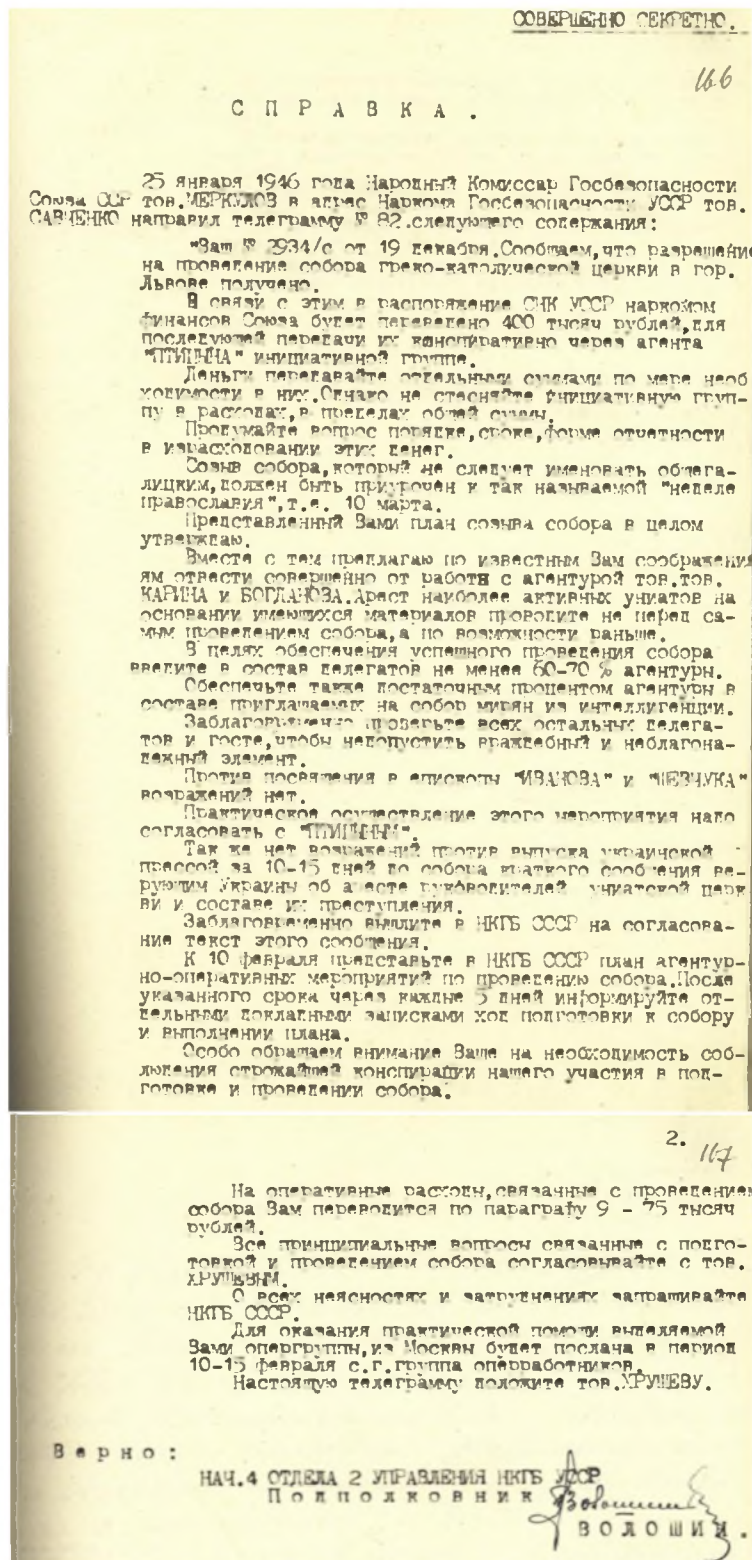 СОВЕРШЕННО СЕКРЕТНО.
166
С П Р А В К А .
25 января 1946 года Народный Комиссар Госбезопасности
Союза ССР тов.МЕРКУЛОВ в адрес Наркома Госбезопасности УССР тов.
САВЧЕНКО направил телеграмму № 82.следующего содержания:
"Ваш № 2934/с от 19 декабря.Сообщаем,что разрешение
на проведение собора греко-католической церкви в гор.
Львове получено.
В связи с этим в распоряжение СНК УССР наркомом
финансов Союза будет переведено 400 тысяч рублей,для
последующей передачи их конспиративно через агента
"ПТИЦЫНА" инициативной группе.
Деньги передавайте отдельными суммами по мере необ
ходимости в них.Однако не стесняйте инициативную груп-
пу в расходах,в пределах общей суммы.
Продумайте вопрос порядке,сроке,форме отчетности
в израсходовании этих денег.
Созыв собора,который не следует именовать общега-
лицким,должен быть приурочен к так называемой "неделе
православия",т.е. 10 марта.
Представленный Вами план созыва собора в целом
утверждаю.
Вместе с тем предлагаю по известным Вам соображени
ям отвести совершенно от работы с агентурой тов.тов.
КАРИНА и БОГДАНОВА.Арест наиболее активных униатов на
основании имеющихся материалов проводите не перед са-
мым проведением собора,а по возможности раньше.
В целях обеспечения успешного проведения собора
введите в состав делегатов не менее 60-70 % агентуры.
Обеспечьте также достаточным процентом агентуры в
составе приглашаемых на собор мирян из интеллигенции.
Заблаговременно проверьте всех остальных делега-
тов и госте,чтобы недопустить враждебный и неблагона-
дежный элемент.
Против посвящения в епископы "ИВАНОВА" и "ШЕВЧУКА"
возражений нет.
Практическое осуществление этого мероприятия надо
согласовать с "ПТИЦЫНЫМ".
Так же нет возражений против выпуска украинской
прессой за 10-15 дней до собора краткого сообщения ве-
рующим Украины об аресте руководителей униатской церк
ви и составе их преступления.
Заблаговременно вышлите в НКГБ СССР на согласова-
ние текст этого сообщения.
К 10 февраля представьте в НКГБ СССР план агентур-
но-оперативных мероприятий по проведению собора.После
указанного срока через каждые 5 дней информируйте от-
дельными докладными записками ход подготовки к собору
и выполнении плана.
Особо обращаем внимание Ваше на необходимость соб-
людения строжайшей конспирации нашего участия в под-
готовке и проведении собора.
2.
167
На оперативные расходы,связанные с проведением
собора Вам переводится по параграфу 9 - 75 тысяч
рублей.
Все принципиальные вопросы связанные с подго-
товкой и проведением собора согласовывайте с тов.
ХРУЩЕВЫМ.
О всех неясностях и затруднениях запрашивайте
НКГБ СССР.
Для оказания практической помощи выделяемой
Вами опергруппы,из Москвы будет послана в период
10-15 февраля с.г.группа оперработников.
Настоящую телеграмму доложите тов.ХРУЩЕВУ.
В е р н о :
НАЧ.4 ОТДЕЛА 2 УПРАВЛЕНИЯ НКГБ УССР
П о д п о л к о в н и к
В О Л О Ш И Н .